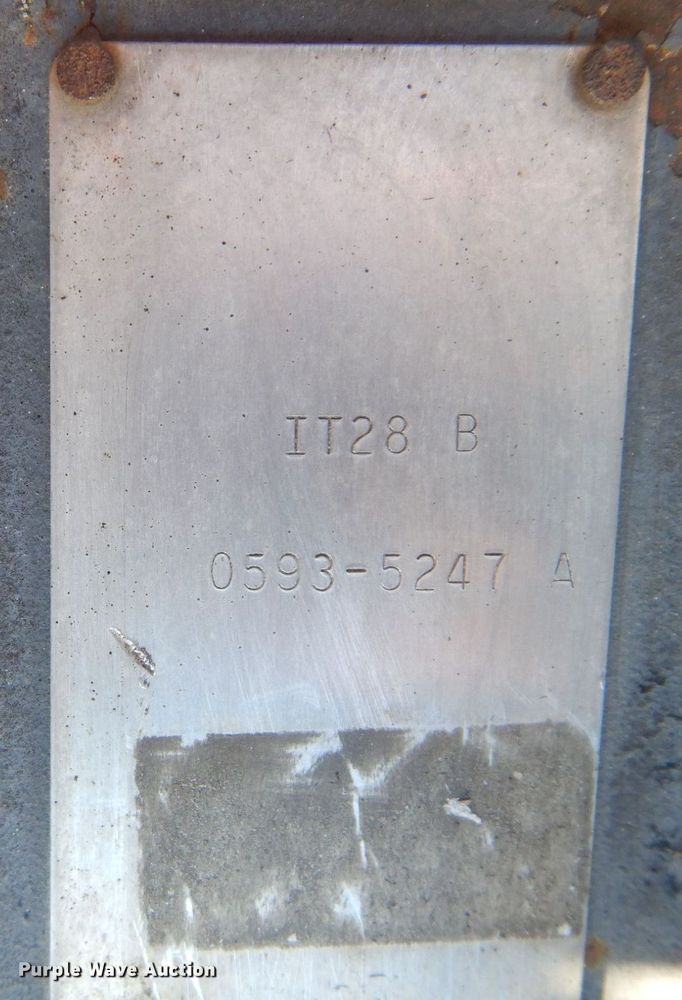 IT28 B
0593-5247 A
Purple Wave Auction